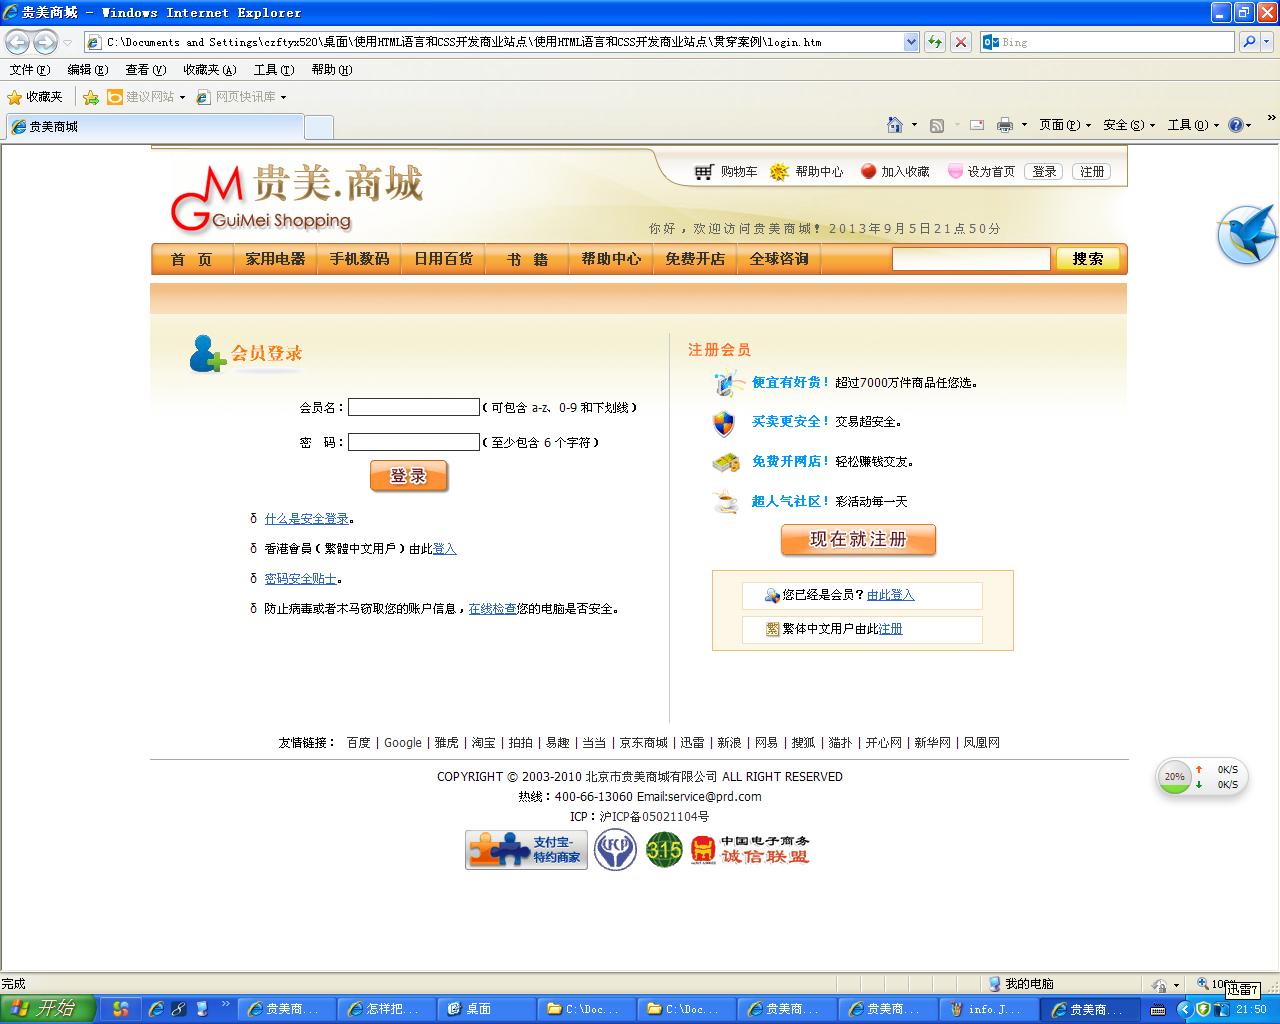 贵美商城 - Windows Internet Explorer
C:\Documents and Settings\czftyx520\桌面\使用HTML语言和CSS开发商业站点\使用HTML语言和CSS开发商业站点\贯穿案例\login.htm
Bing
文件(F) 编辑(E) 查看(V) 收藏夹(A) 工具(T) 帮助(H)
收藏夹 建议网站 网页快讯库
贵美商城 页面(P) 安全(S) 工具(O) »
GM 贵美.商城
GuiMei Shopping
购物车 帮助中心 加入收藏 设为首页 登录 注册
你好，欢迎访问贵美商城！2013年9月5日21点50分
首 页 家用电器 手机数码 日用百货 书 籍 帮助中心 免费开店 全球咨询 搜索
会员登录
会员名：(可包含 a-z、0-9 和下划线)
密 码：(至少包含 6 个字符)
登录
δ 什么是安全登录。
δ 香港會員(繁體中文用戶)由此登入
δ 密码安全贴士。
δ 防止病毒或者木马窃取您的账户信息，在线检查您的电脑是否安全。
注册会员
便宜有好货！超过7000万件商品任您选。
买卖更安全！交易超安全。
免费开网店！轻松赚钱交友。
超人气社区！彩活动每一天
现在就注册
您已经是会员？由此登入
繁 繁体中文用户由此注册
友情链接： 百度 | Google | 雅虎 | 淘宝 | 拍拍 | 易趣 | 当当 | 京东商城 | 迅雷 | 新浪 | 网易 | 搜狐 | 猫扑 | 开心网 | 新华网 | 凤凰网
COPYRIGHT © 2003-2010 北京市贵美商城有限公司 ALL RIGHT RESERVED
热线：400-66-13060 Email:service@prd.com
ICP：沪ICP备05021104号
支付宝-
特约商家
CFCP
315
中国电子商务
诚信联盟
20% 0K/S
0K/S
完成 我的电脑
迅雷7
开始 贵美商... 怎样把... 桌面 C:\Doc... C:\Doc... 贵美商... 贵美商... info.J... 贵美商... 21:50